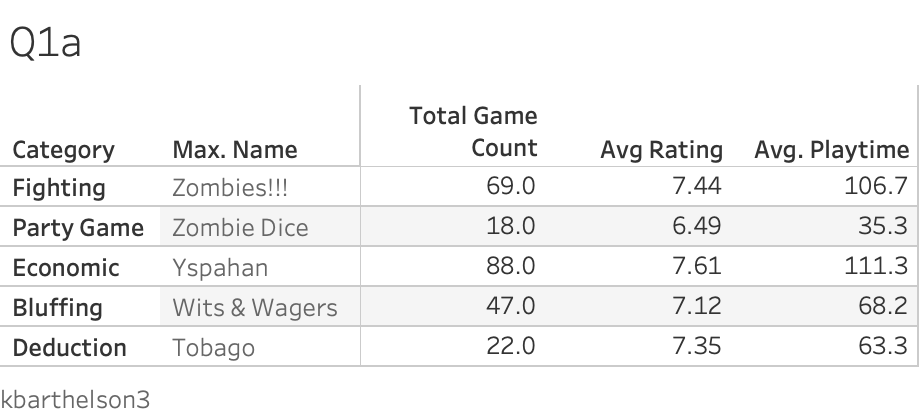 Q1a
Total Game
Category Max. Name Count Avg Rating Avg. Playtime
Fighting Zombies!!! 69.0 7.44 106.7
Party Game Zombie Dice 18.0 6.49 35.3
Economic Yspahan 88.0 7.61 111.3
Bluffing Wits & Wagers 47.0 7.12 68.2
Deduction Tobago 22.0 7.35 63.3
kbarthelson3